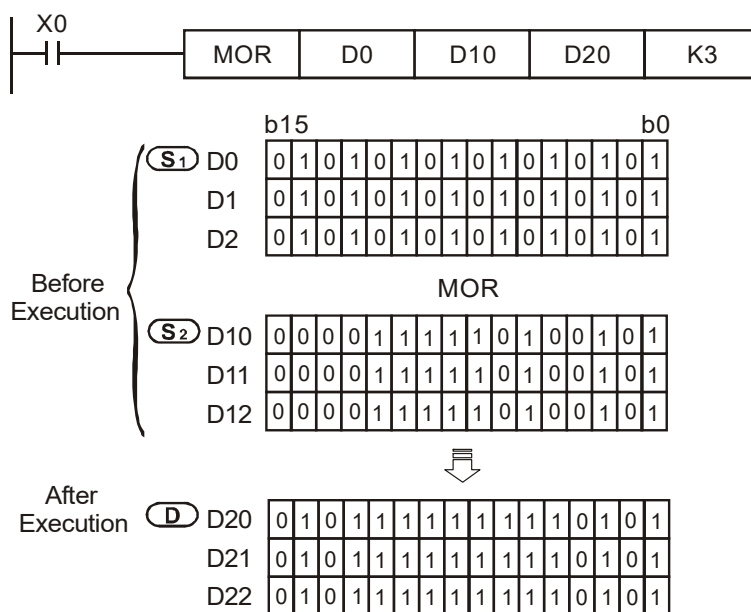 X0
MOR D0 D10 D20 K3
b15 b0
S1 D0 0 1 0 1 0 1 0 1 0 1 0 1 0 1 0 1
D1 0 1 0 1 0 1 0 1 0 1 0 1 0 1 0 1
D2 0 1 0 1 0 1 0 1 0 1 0 1 0 1 0 1
Before
Execution
MOR
S2 D10 0 0 0 0 1 1 1 1 1 0 1 0 0 1 0 1
D11 0 0 0 0 1 1 1 1 1 0 1 0 0 1 0 1
D12 0 0 0 0 1 1 1 1 1 0 1 0 0 1 0 1
After
Execution
D D20 0 1 0 1 1 1 1 1 1 1 1 1 0 1 0 1
D21 0 1 0 1 1 1 1 1 1 1 1 1 0 1 0 1
D22 0 1 0 1 1 1 1 1 1 1 1 1 0 1 0 1